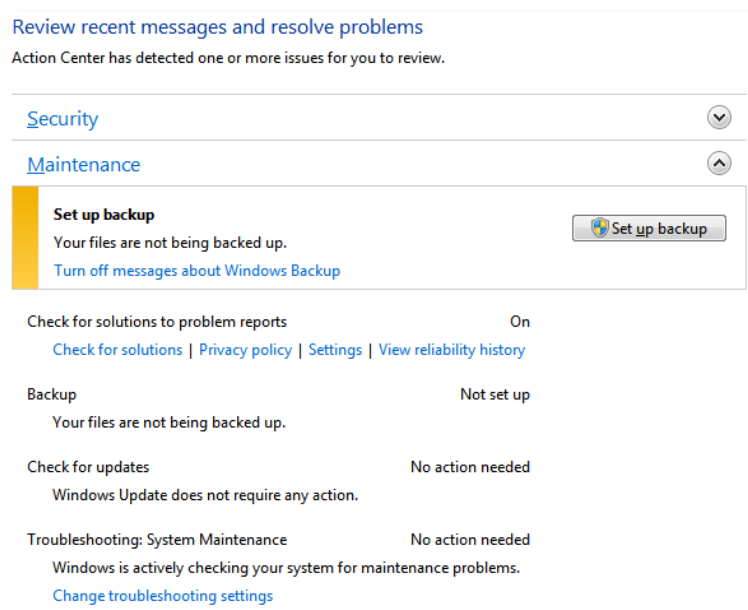 Review recent messages and resolve problems
Action Center has detected one or more issues for you to review.
Security
Maintenance
Set up backup
Your files are not being backed up.
Set up backup
Turn off messages about Windows Backup
Check for solutions to problem reports On
Check for solutions | Privacy policy | Settings | View reliability history
Backup Not set up
Your files are not being backed up.
Check for updates No action needed
Windows Update does not require any action.
Troubleshooting: System Maintenance No action needed
Windows is actively checking your system for maintenance problems.
Change troubleshooting settings